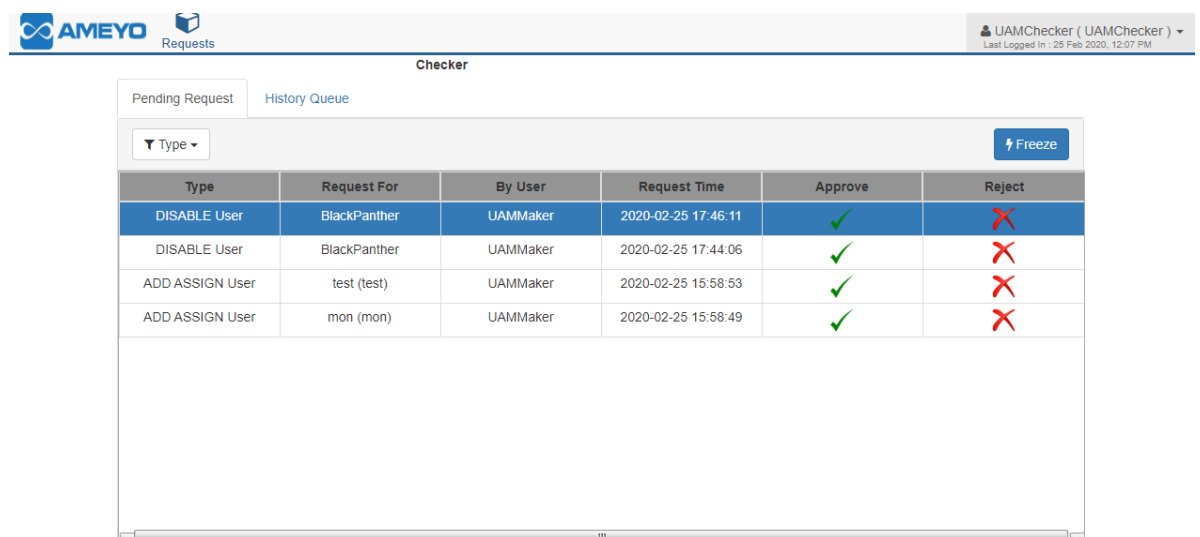 AMEYO
Requests
UAMChecker ( UAMChecker )
Last Logged In : 25 Feb 2020, 12:07 PM
Checker
Pending Request History Queue
Type Freeze
Type Request For By User Request Time Approve Reject
DISABLE User BlackPanther UAMMaker 2020-02-25 17:46:11
DISABLE User BlackPanther UAMMaker 2020-02-25 17:44:06
ADD ASSIGN User test (test) UAMMaker 2020-02-25 15:58:53
ADD ASSIGN User mon (mon) UAMMaker 2020-02-25 15:58:49